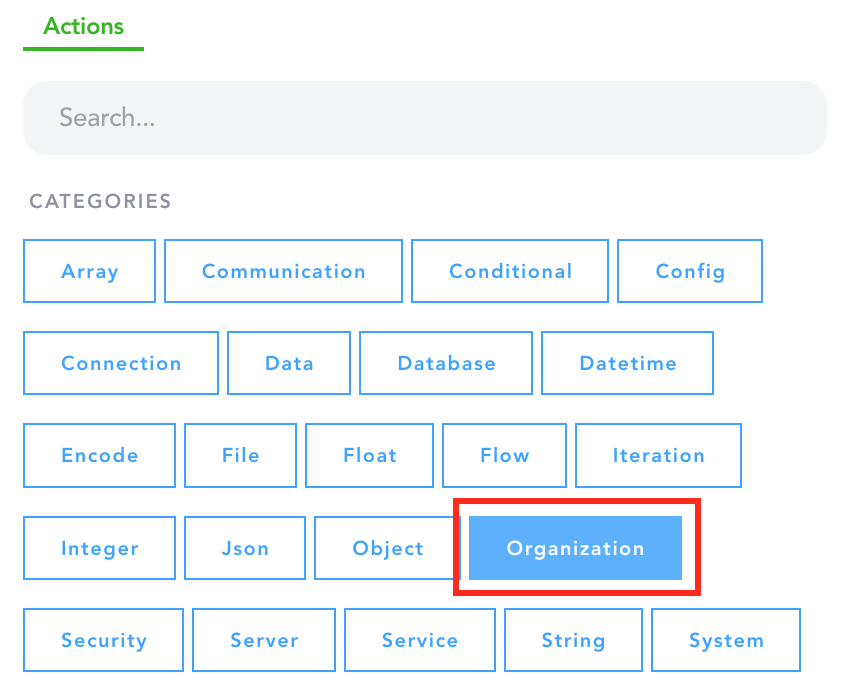 Actions
Search...
CATEGORIES
Array Communication Conditional Config
Connection Data Database Datetime
Encode File Float Flow Iteration
Integer Json Object Organization
Security Server Service String System